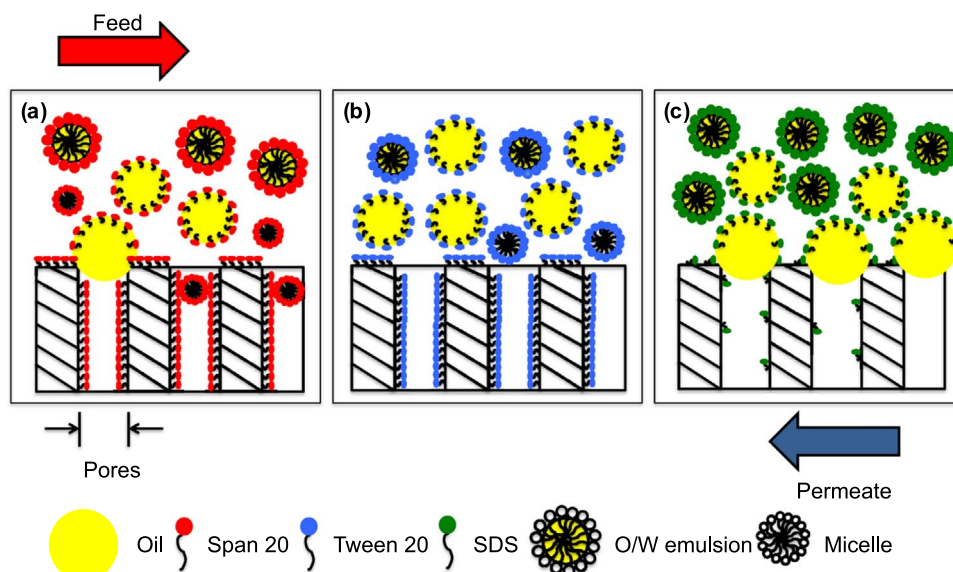 Feed
(a)
(b)
(c)
Pores
Permeate
Oil Span 20 Tween 20 SDS O/W emulsion Micelle